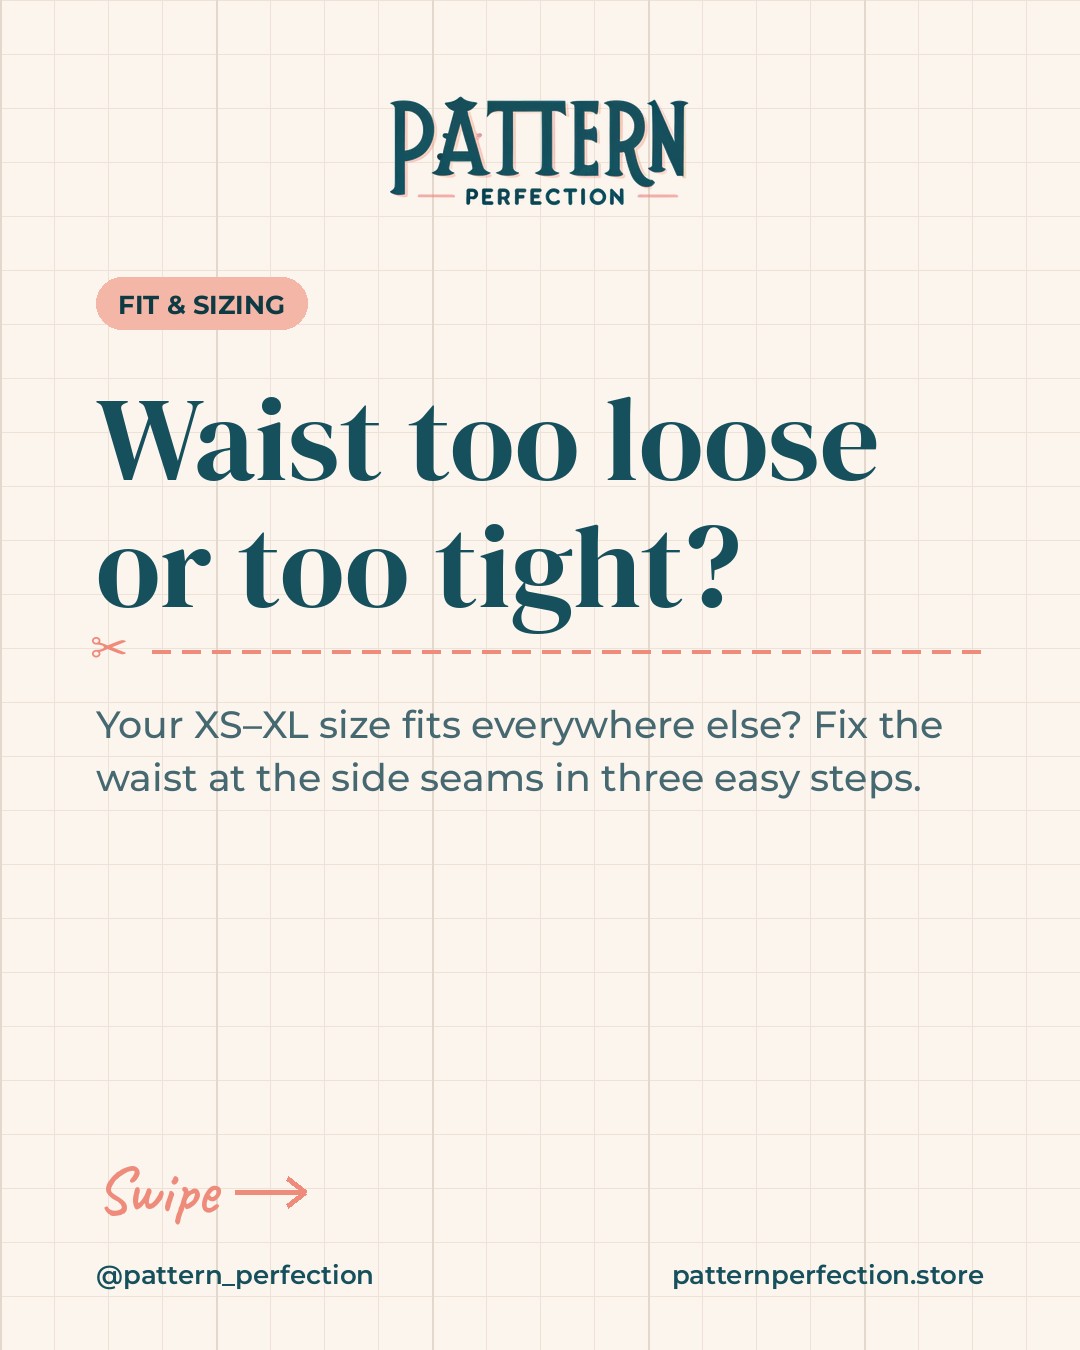 PATTERN
PERFECTION
FIT & SIZING
Waist too loose
or too tight?
Your XS–XL size fits everywhere else? Fix the
waist at the side seams in three easy steps.
Swipe
@pattern_perfection
patternperfection.store